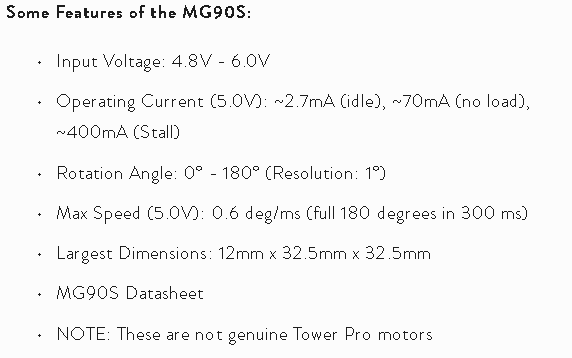 Some Features of the MG90S:
• Input Voltage: 4.8V - 6.0V
• Operating Current (5.0V): ~2.7mA (idle), ~70mA (no load),
~400mA (Stall)
• Rotation Angle: 0° - 180° (Resolution: 1°)
• Max Speed (5.0V): 0.6 deg/ms (full 180 degrees in 300 ms)
• Largest Dimensions: 12mm x 32.5mm x 32.5mm
• MG90S Datasheet
• NOTE: These are not genuine Tower Pro motors